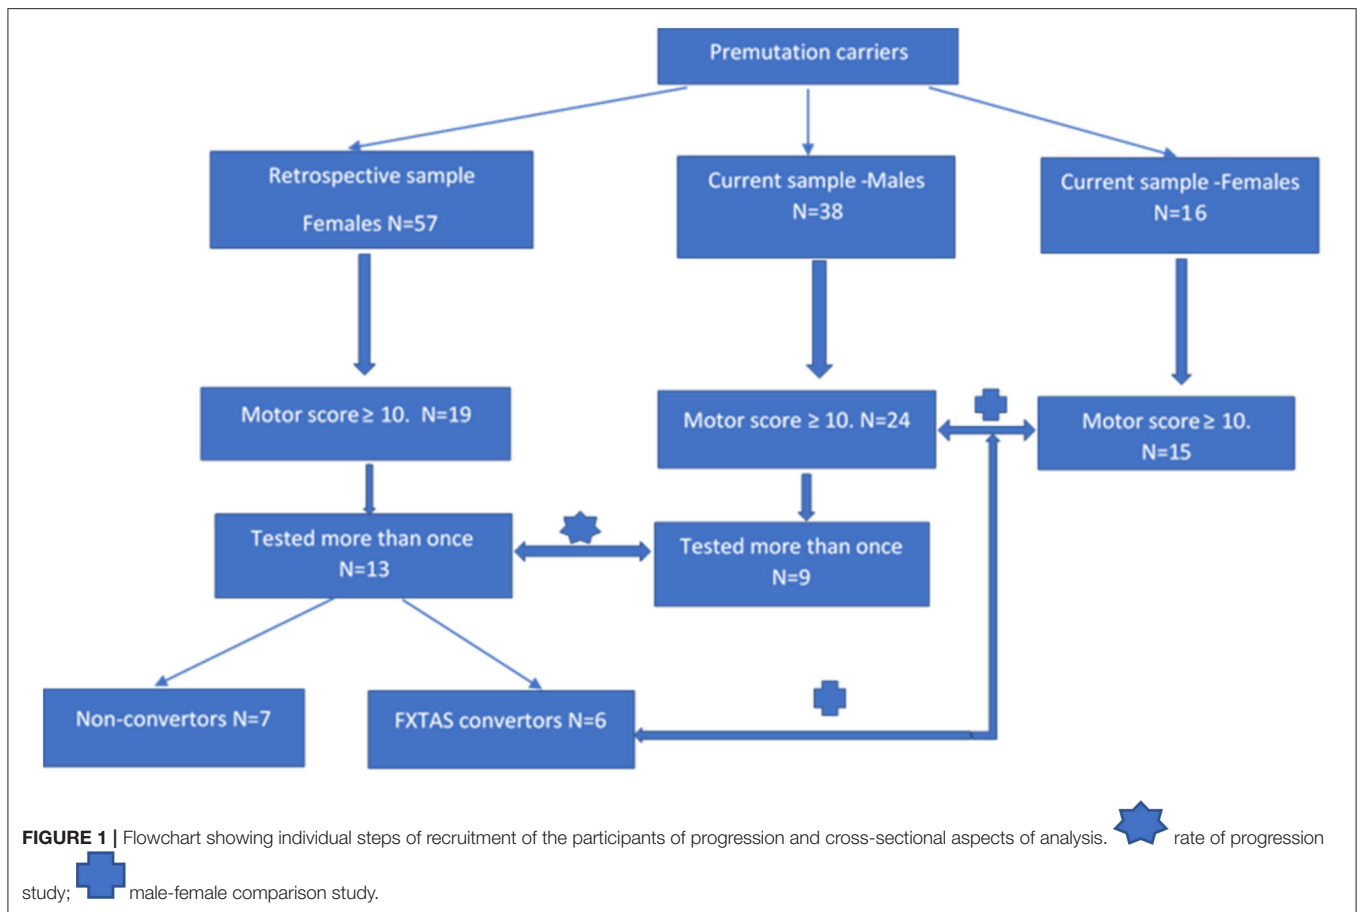 Premutation carriers
Retrospective sample
Females N=57
Current sample -Males
N=38
Current sample -Females
N=16
Motor score ≥ 10. N=19
Motor score ≥ 10. N=24
Motor score ≥ 10.
N=15
Tested more than once
N=13
Tested more than once
N=9
Non-convertors N=7
FXTAS convertors N=6
FIGURE 1 | Flowchart showing individual steps of recruitment of the participants of progression and cross-sectional aspects of analysis. rate of progression
study; male-female comparison study.